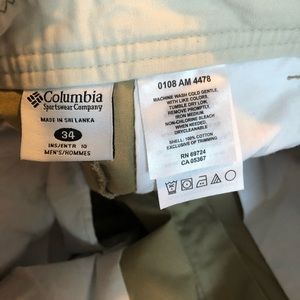 Columbia
Sportswear Company
MADE IN SRI LANKA
34
INS/ENTR 10
MEN'S/HOMMES
0108 AM 4478
MACHINE WASH COLD GENTLE,
WITH LIKE COLORS.
TUMBLE DRY LOW.
REMOVE PROMPTLY.
IRON MEDIUM.
NON-CHLORINE BLEACH
WHEN NEEDED.
DRYCLEANABLE.
SHELL: 100% COTTON
EXCLUSIVE OF TRIMMING
RN 69724
CA 05367